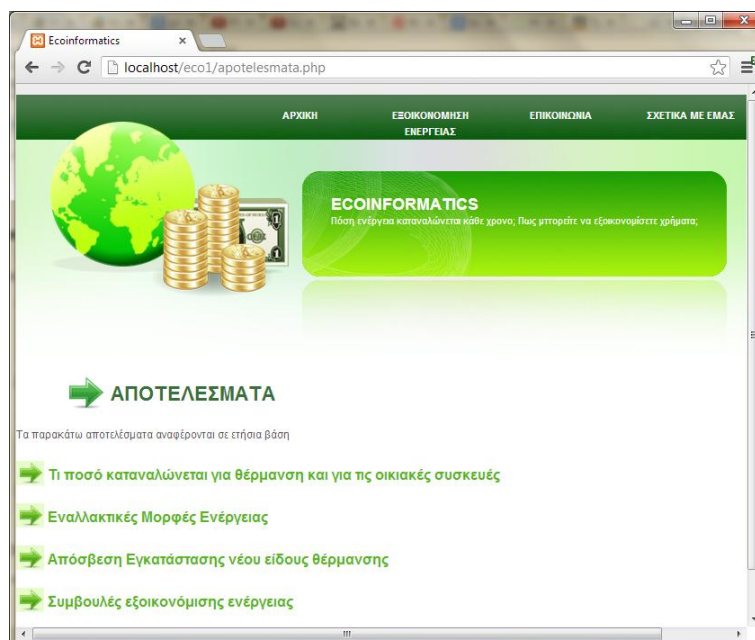 Ecoinformatics
localhost/eco1/apotelesmata.php
ΑΡΧΙΚΗ
ΕΞΟΙΚΟΝΟΜΗΣΗ
ΕΝΕΡΓΕΙΑΣ
ΕΠΙΚΟΙΝΩΝΙΑ
ΣΧΕΤΙΚΑ ΜΕ ΕΜΑΣ
ECOINFORMATICS
Πόση ενέργεια καταναλώνεται κάθε χρονο; Πως μπορείτε να εξοικονομίσετε χρήματα;
ΑΠΟΤΕΛΕΣΜΑΤΑ
Τα παρακάτω αποτελέσματα αναφέρονται σε ετήσια βάση
Τι ποσό καταναλώνεται για θέρμανση και για τις οικιακές συσκευές
Εναλλακτικές Μορφές Ενέργειας
Απόσβεση Εγκατάστασης νέου είδους θέρμανσης
Συμβουλές εξοικονόμισης ενέργειας